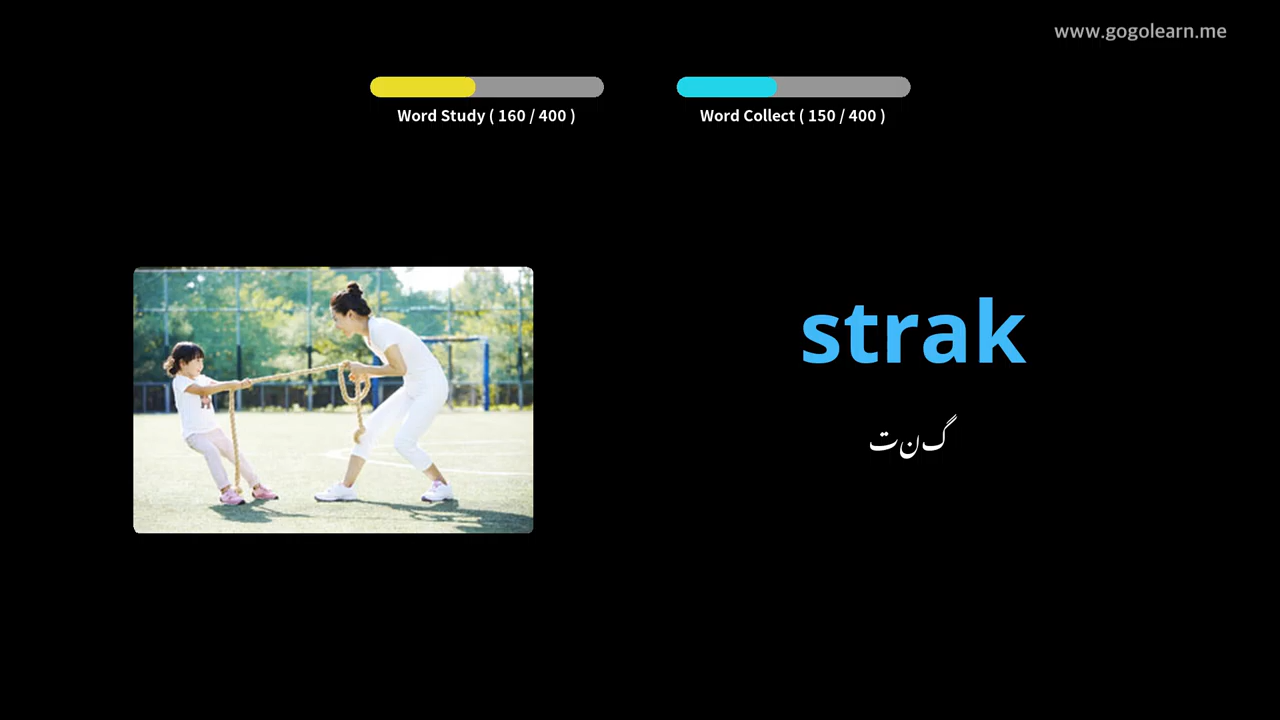 www.gogolearn.me
Word Study ( 160 / 400 )
Word Collect ( 150 / 400 )
strak
گ ن ت